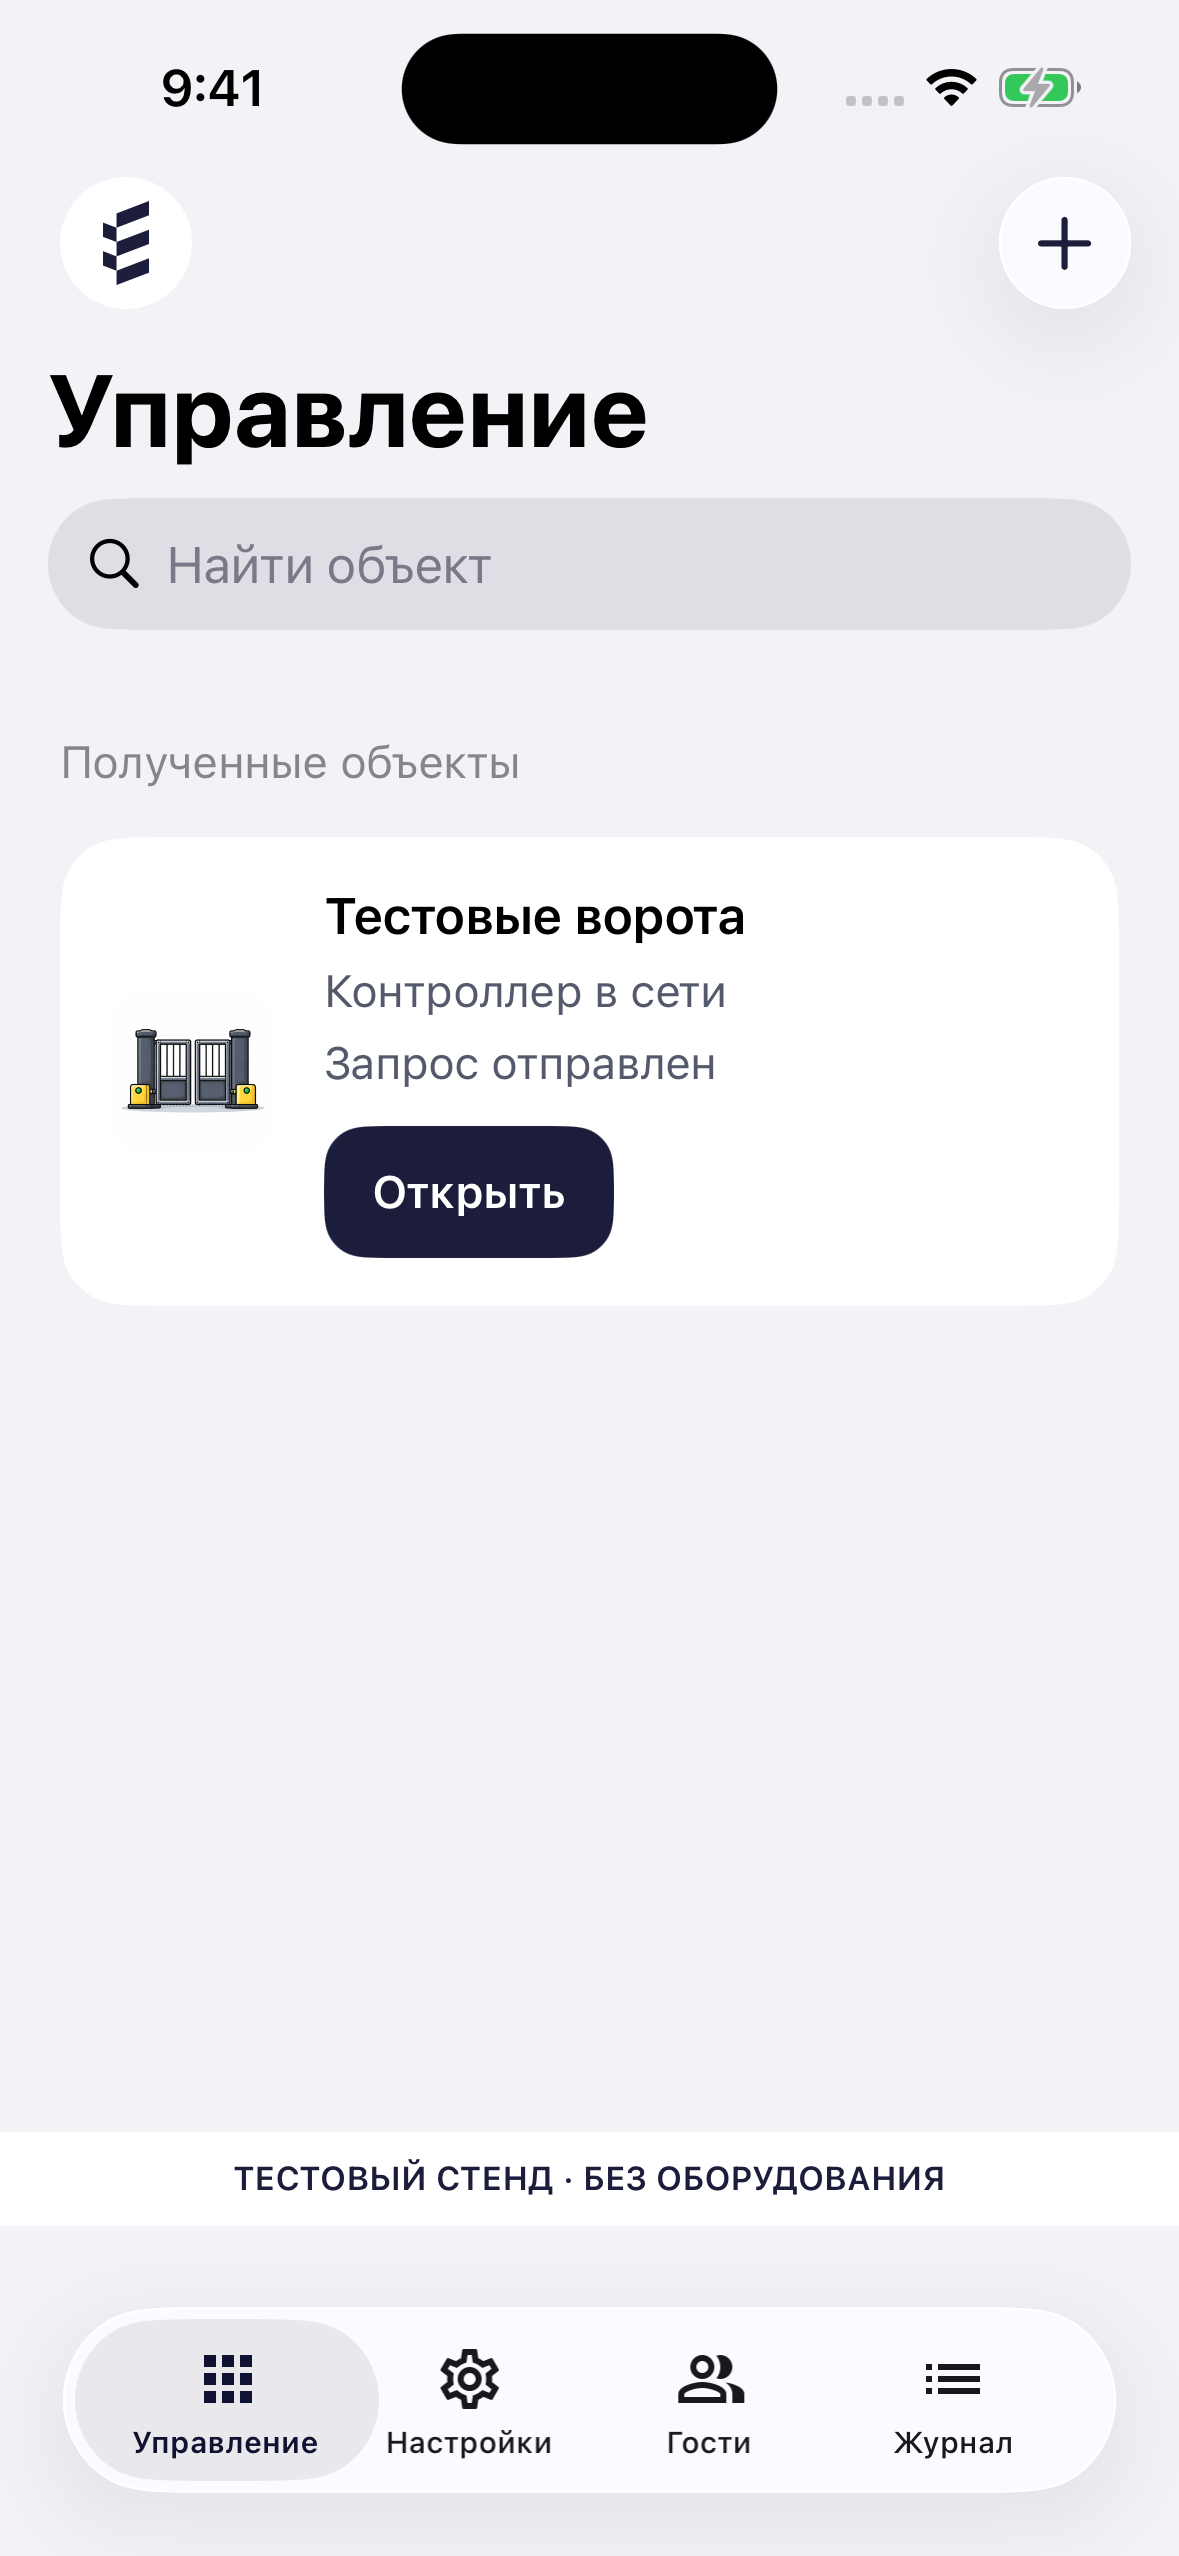 9:41
Управление
Найти объект
Полученные объекты
Тестовые ворота
Контроллер в сети
Запрос отправлен
Открыть
ТЕСТОВЫЙ СТЕНД · БЕЗ ОБОРУДОВАНИЯ
Управление
Настройки
Гости
Журнал